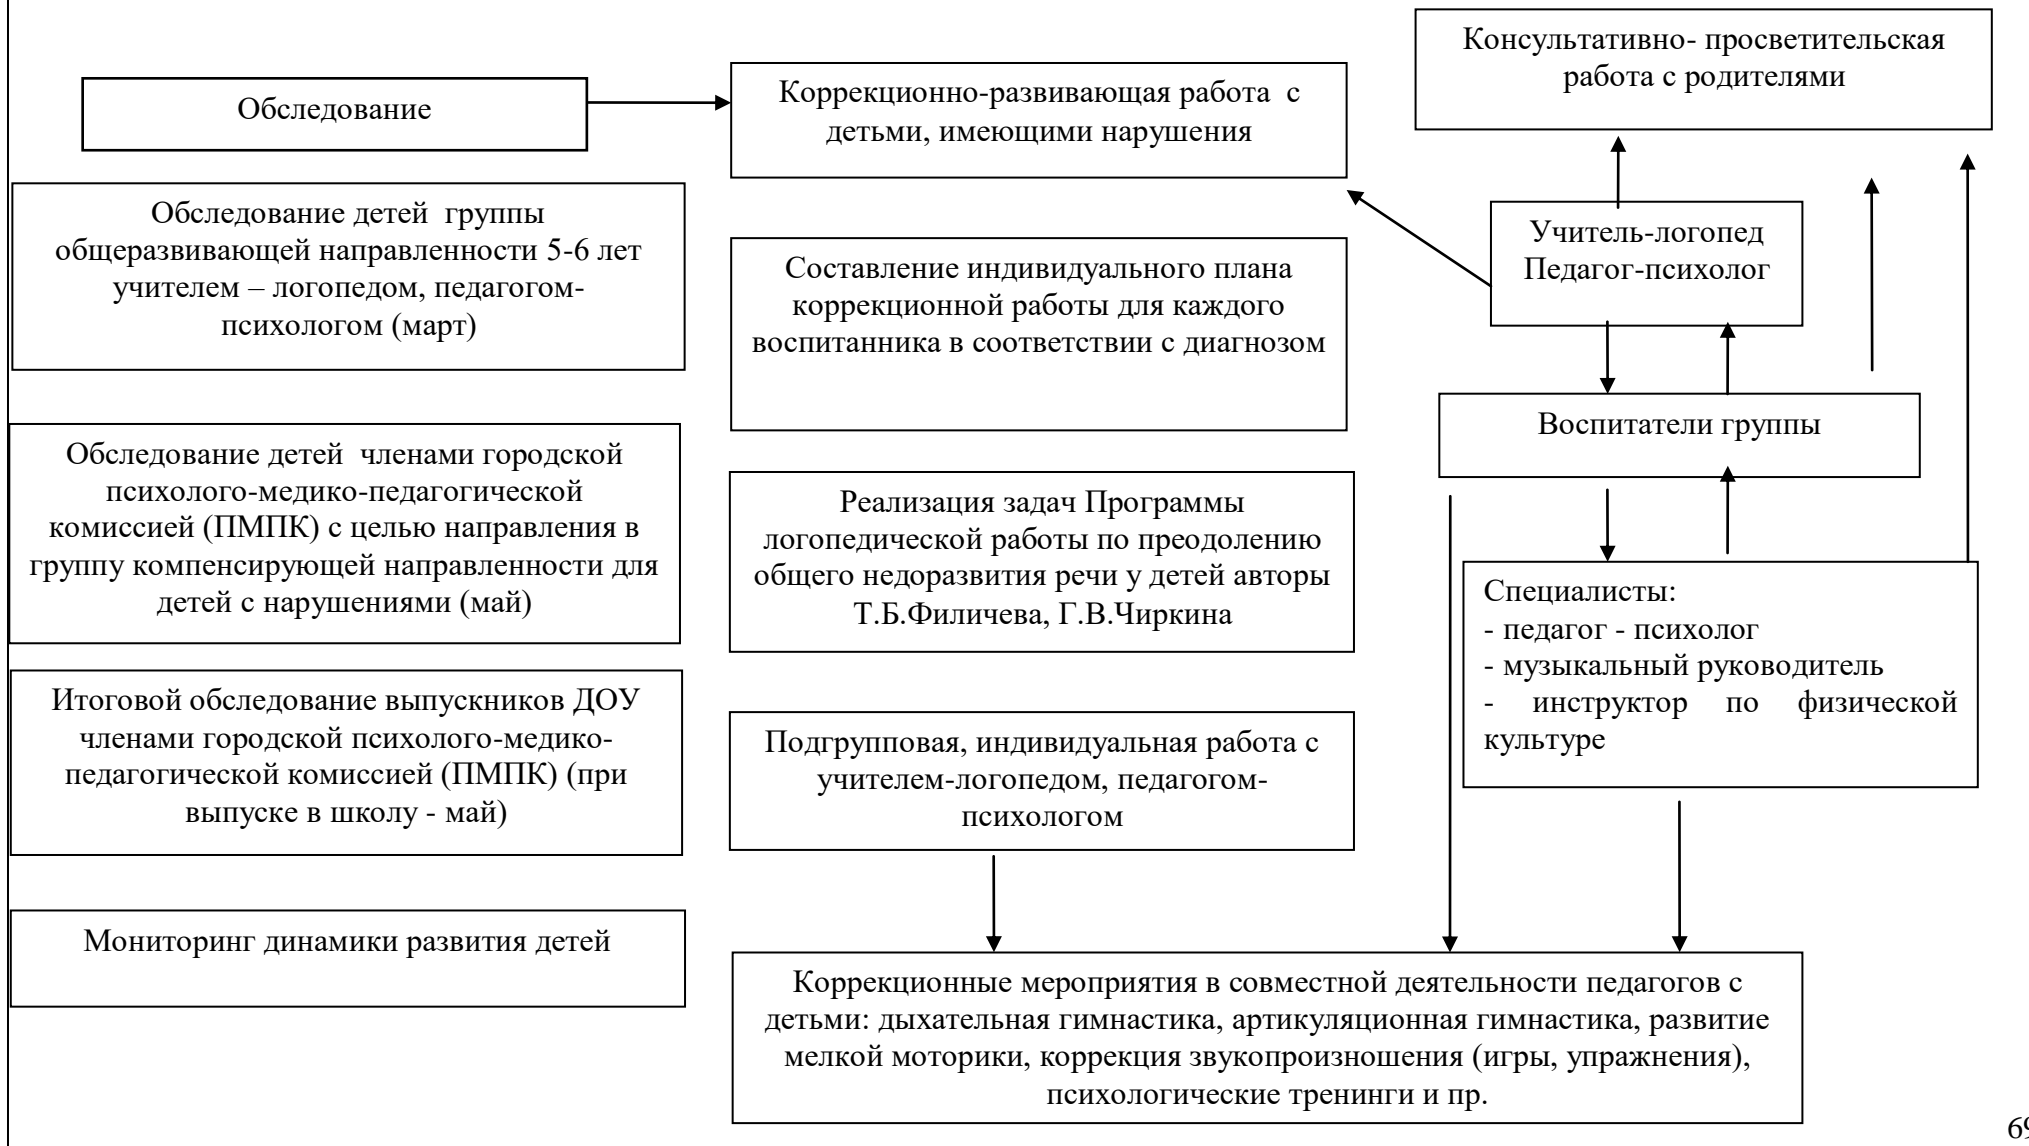 Обследование
Обследование детей группы
общеразвивающей направленности 5-6 лет
учителем – логопедом, педагогом-
психологом (март)
Обследование детей членами городской
психолого-медико-педагогической
комиссией (ПМПК) с целью направления в
группу компенсирующей направленности для
детей с нарушениями (май)
Итоговой обследование выпускников ДОУ
членами городской психолого-медико-
педагогической комиссией (ПМПК) (при
выпуске в школу - май)
Мониторинг динамики развития детей
Коррекционно-развивающая работа с
детьми, имеющими нарушения
Составление индивидуального плана
коррекционной работы для каждого
воспитанника в соответствии с диагнозом
Реализация задач Программы
логопедической работы по преодолению
общего недоразвития речи у детей авторы
Т.Б.Филичева, Г.В.Чиркина
Подгрупповая, индивидуальная работа с
учителем-логопедом, педагогом-
психологом
Консультативно- просветительская
работа с родителями
Учитель-логопед
Педагог-психолог
Воспитатели группы
Специалисты:
- педагог - психолог
- музыкальный руководитель
- инструктор по физической
культуре
Коррекционные мероприятия в совместной деятельности педагогов с
детьми: дыхательная гимнастика, артикуляционная гимнастика, развитие
мелкой моторики, коррекция звукопроизношения (игры, упражнения),
психологические тренинги и пр.
69